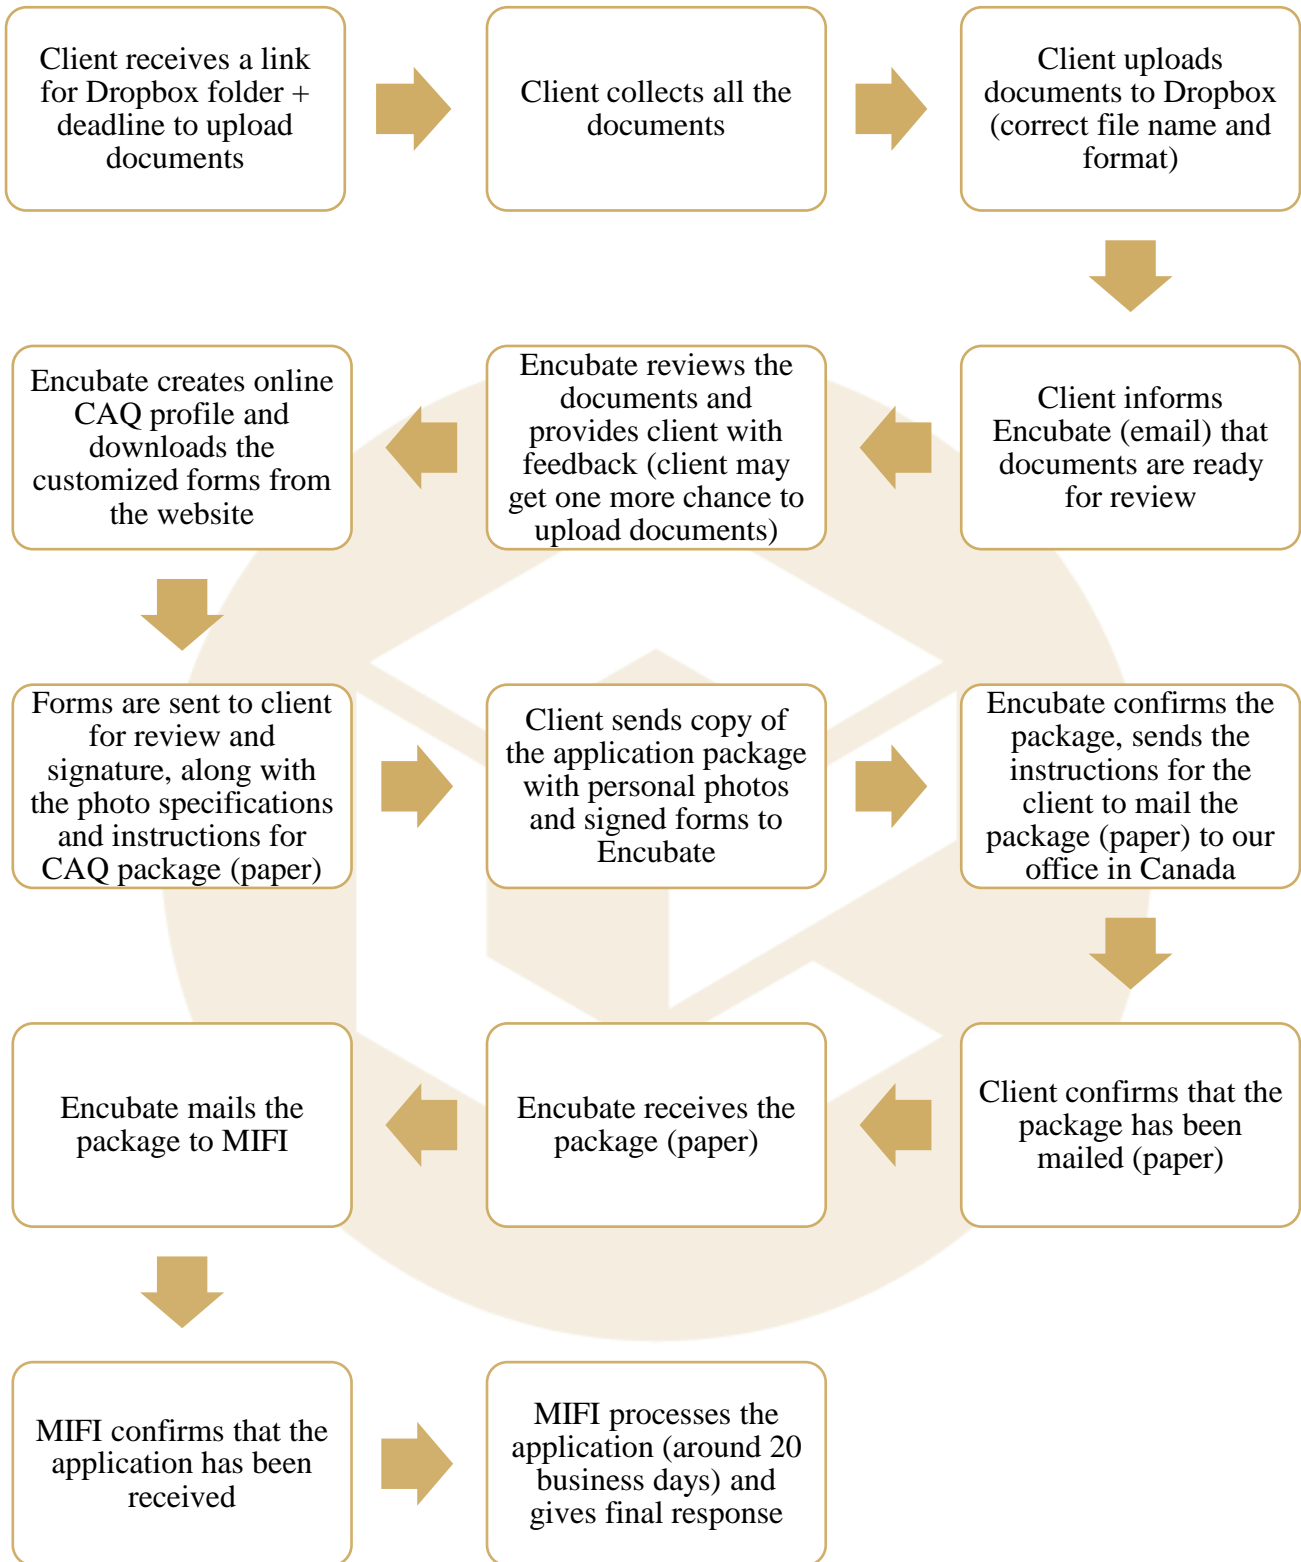 Client receives a link
for Dropbox folder +
deadline to upload
documents
Client collects all the
documents
Client uploads
documents to Dropbox
(correct file name and
format)
Client informs
Encubate (email) that
documents are ready
for review
Encubate reviews the
documents and
provides client with
feedback (client may
get one more chance to
upload documents)
Encubate creates online
CAQ profile and
downloads the
customized forms from
the website
Forms are sent to client
for review and
signature, along with
the photo specifications
and instructions for
CAQ package (paper)
Client sends copy of
the application package
with personal photos
and signed forms to
Encubate
Encubate confirms the
package, sends the
instructions for the
client to mail the
package (paper) to our
office in Canada
Client confirms that the
package has been
mailed (paper)
Encubate receives the
package (paper)
Encubate mails the
package to MIFI
MIFI confirms that the
application has been
received
MIFI processes the
application (around 20
business days) and
gives final response